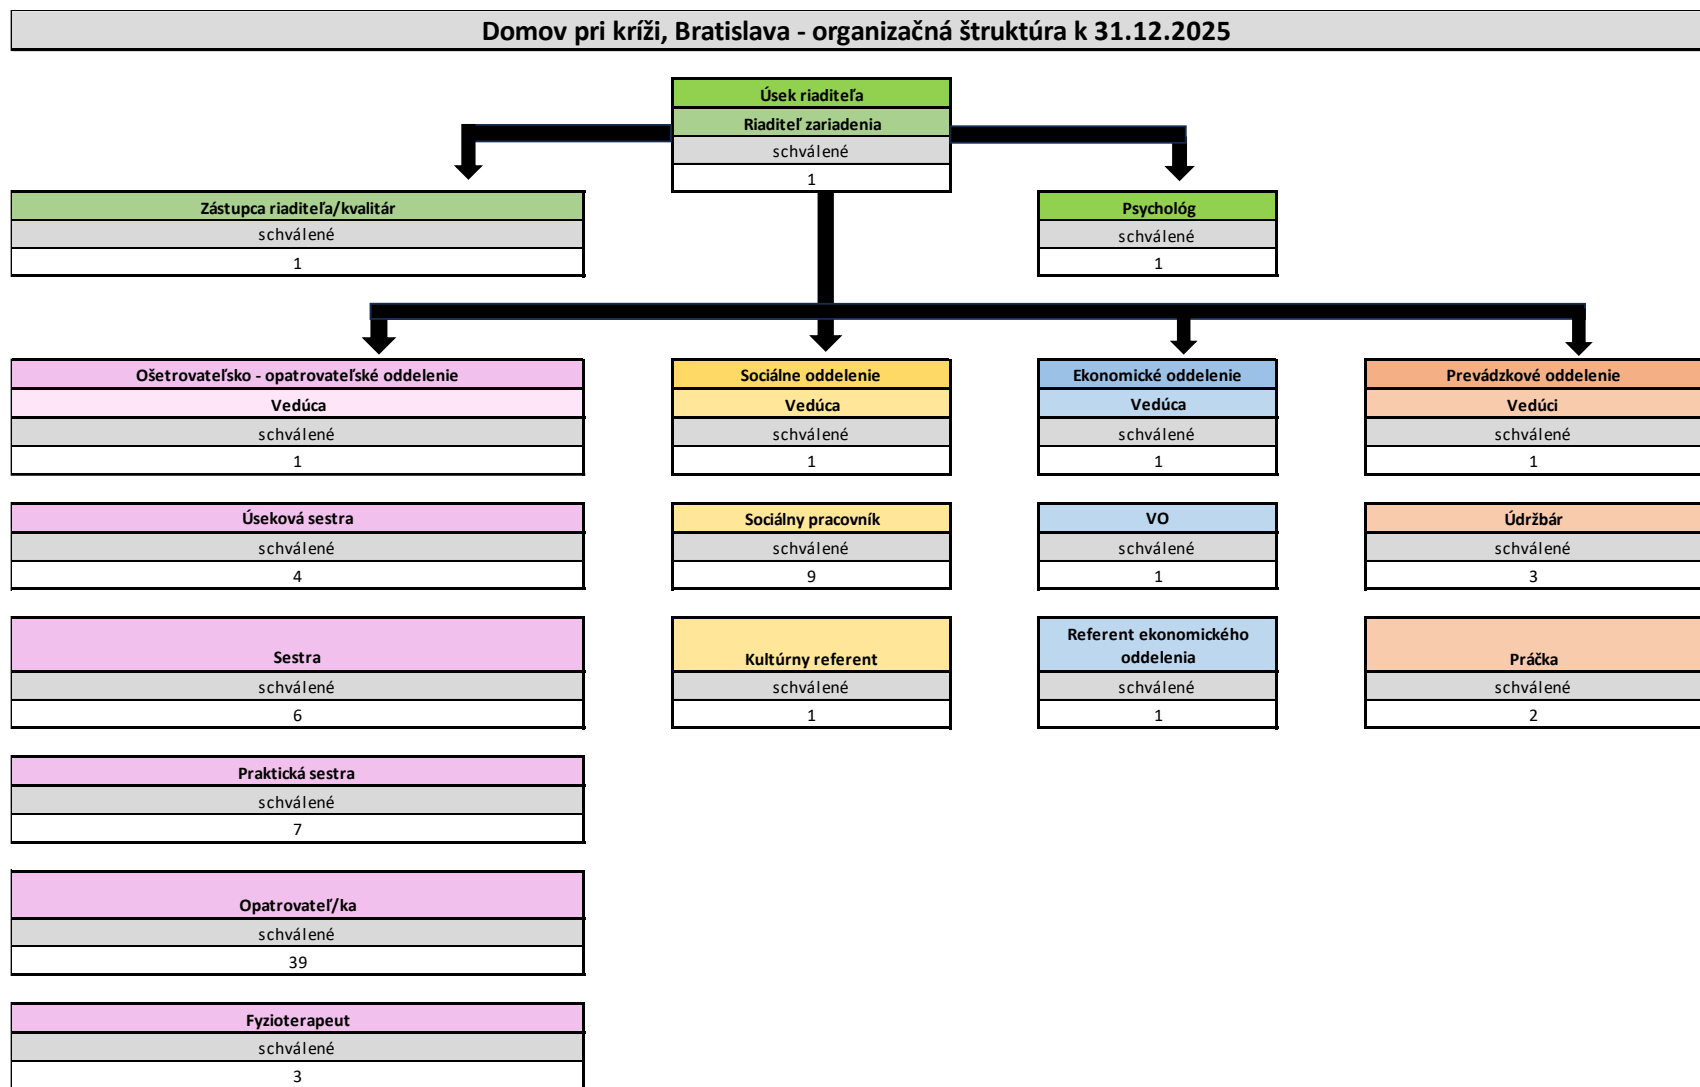 Domov pri kríži, Bratislava - organizačná štruktúra k 31.12.2025
Úsek riaditeľa
Riaditeľ zariadenia
schválené
1
Zástupca riaditeľa/kvalitár
schválené
1
Psychológ
schválené
1
Ošetrovateľsko - opatrovateľské oddelenie
Vedúca
schválené
1
Sociálne oddelenie
Vedúca
schválené
1
Ekonomické oddelenie
Vedúca
schválené
1
Prevádzkové oddelenie
Vedúci
schválené
1
Úseková sestra
schválené
4
Sociálny pracovník
schválené
9
VO
schválené
1
Údržbár
schválené
3
Sestra
schválené
6
Kultúrny referent
schválené
1
Referent ekonomického
oddelenia
schválené
1
Práčka
schválené
2
Praktická sestra
schválené
7
Opatrovateľ/ka
schválené
39
Fyzioterapeut
schválené
3